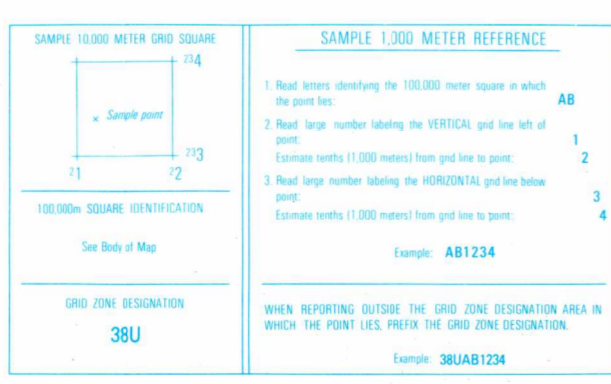 SAMPLE 10,000 METER GRID SQUARE
234
Sample point
233
21
22
100,000m SQUARE IDENTIFICATION
See Body of Map
GRID ZONE DESIGNATION
38U
SAMPLE 1,000 METER REFERENCE
1. Read letters identifying the 100,000 meter square in which
the point lies: AB
2. Read large number labeling the VERTICAL grid line left of
point: 1
Estimate tenths (1,000 meters) from grid line to point: 2
3. Read large number labeling the HORIZONTAL grid line below
point: 3
Estimate tenths (1,000 meters) from grid line to point: 4
Example: AB1234
WHEN REPORTING OUTSIDE THE GRID ZONE DESIGNATION AREA IN
WHICH THE POINT LIES, PREFIX THE GRID ZONE DESIGNATION.
Example: 38UAB1234